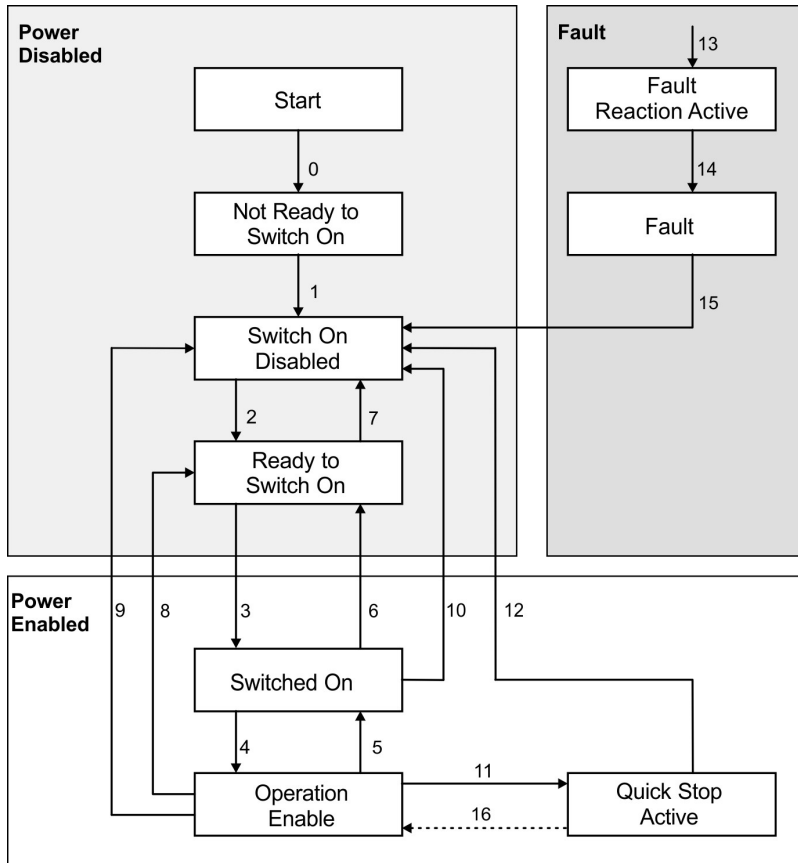 Power
Disabled
Start
0
Not Ready to
Switch On
1
Switch On
Disabled
2
7
Ready to
Switch On
Fault
13
Fault
Reaction Active
14
Fault
15
Power
Enabled
9
8
3
6
10
12
Switched On
4
5
Operation
Enable
11
16
Quick Stop
Active